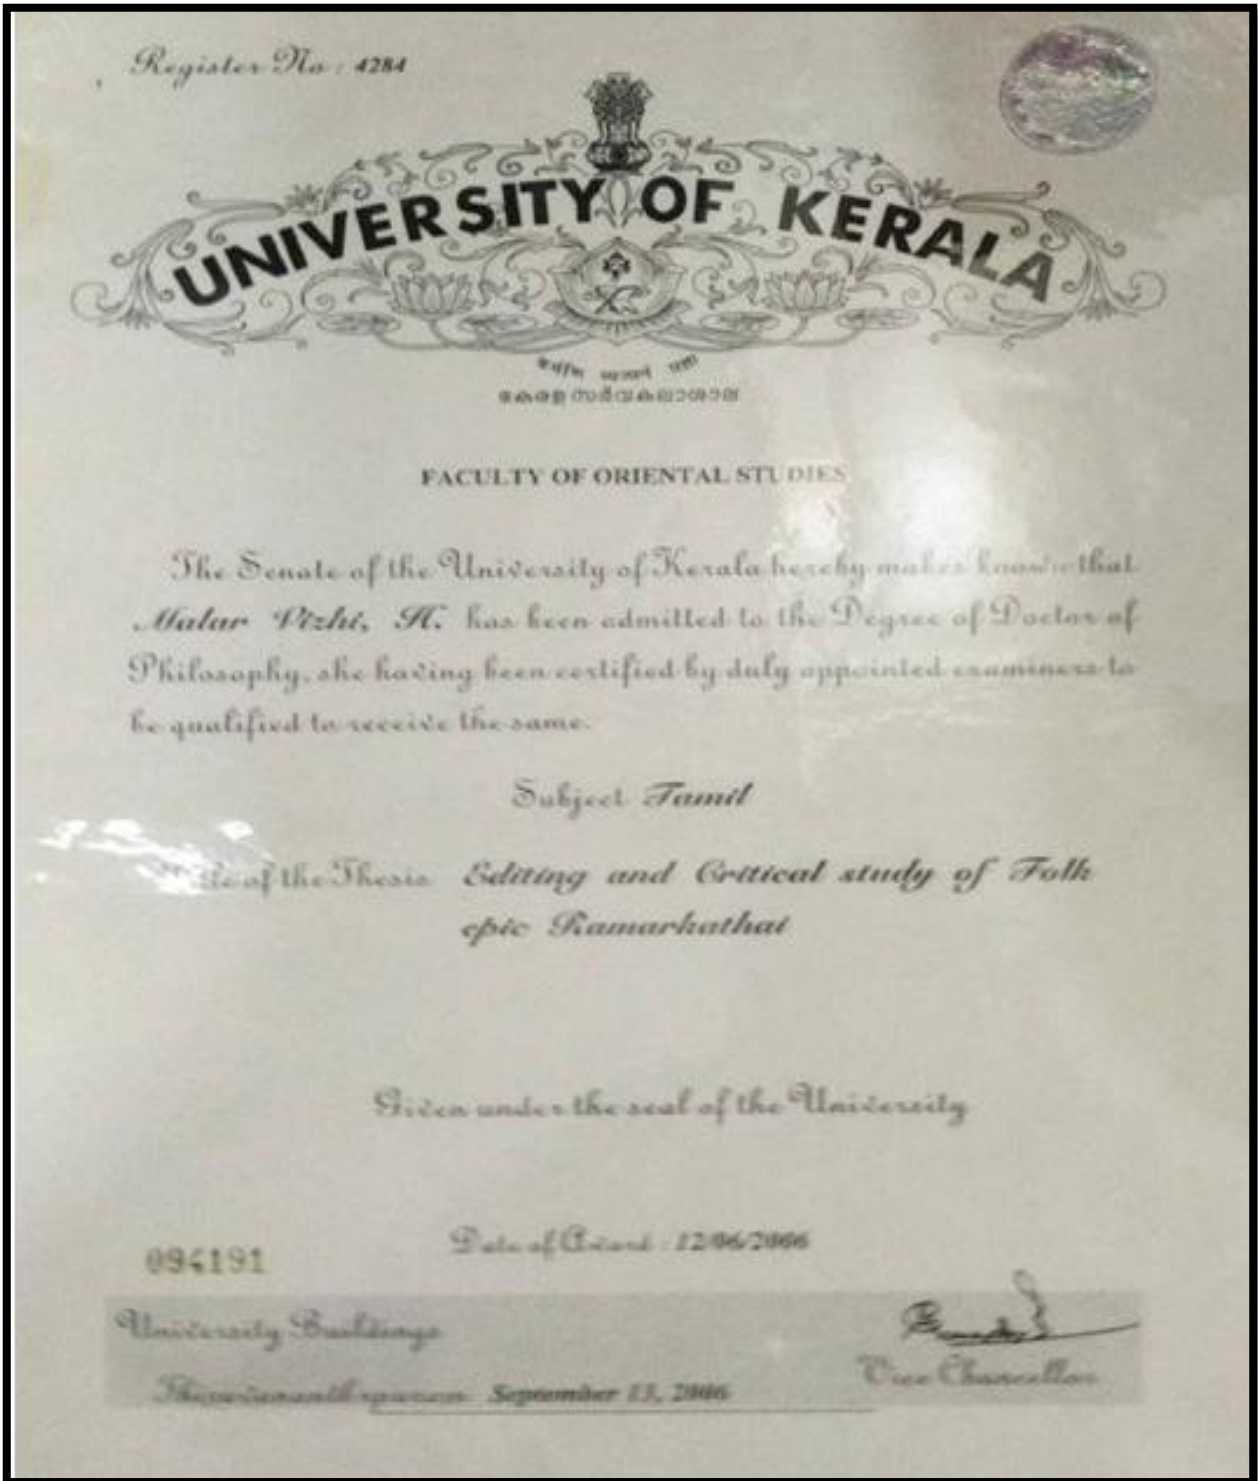 Register No : 4284
UNIVERSITY OF KERALA
കേരള സർവകലാശാല
FACULTY OF ORIENTAL STUDIES
The Senate of the University of Kerala hereby makes known that
Malar Vizhi, H. has been admitted to the Degree of Doctor of
Philosophy, she having been certified by duly appointed examiners to
be qualified to receive the same.
Subject Tamil
of the Thesis Editing and Critical study of Folk
epic Ramarkathai
Given under the seal of the University
Date of Award : 12/06/2006
University Buildings
Vice Chancellor
Thiruvananthapuram September 13, 2006